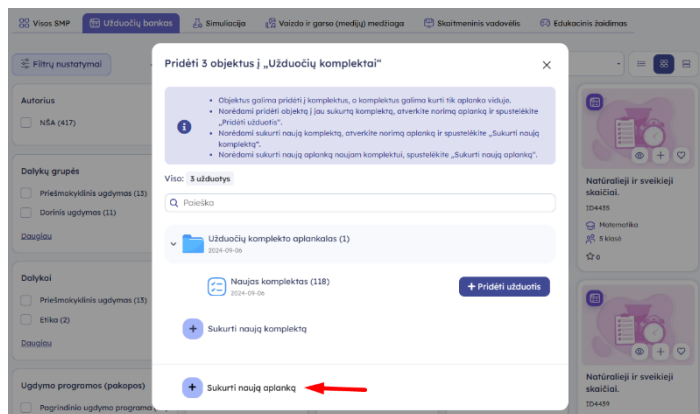 Visos SMP
Užduočių bankas
Simuliacija
Vaizdo ir garso (medijų) medžiaga
Skaitmeninis vadovėlis
Edukacinis žaidimas
Filtrų nustatymai
Autorius
NŠA (417)
Dalykų grupės
Priešmokyklinis ugdymas (13)
Dorinis ugdymas (11)
Daugiau
Dalykai
Priešmokyklinis ugdymas (13)
Etika (2)
Daugiau
Ugdymo programos (pakopos)
Pagrindinio ugdymo programa
Pridėti 3 objektus į „Užduočių komplektai“
• Objektus galima pridėti į komplektus, o komplektus galima kurti tik aplanko viduje.
• Norėdami pridėti objektą į jau sukurtą komplektą, atverkite norimą aplanką ir spustelėkite
„Pridėti užduotis“.
• Norėdami sukurti naują komplektą, atverkite norimą aplanką ir spustelėkite „Sukurti naują
komplektą“.
• Norėdami sukurti naują aplanką naujam komplektui, spustelėkite „Sukurti naują aplanką“.
Viso: 3 užduotys
Paieška
Užduočių komplekto aplankalas (1)
2024-09-06
Naujas komplektas (118)
2024-09-06
+ Pridėti užduotis
+ Sukurti naują komplektą
+ Sukurti naują aplanką
Natūralieji ir sveikieji
skaičiai.
ID4435
Matematika
5 klasė
0
Natūralieji ir sveikieji
skaičiai.
ID4439